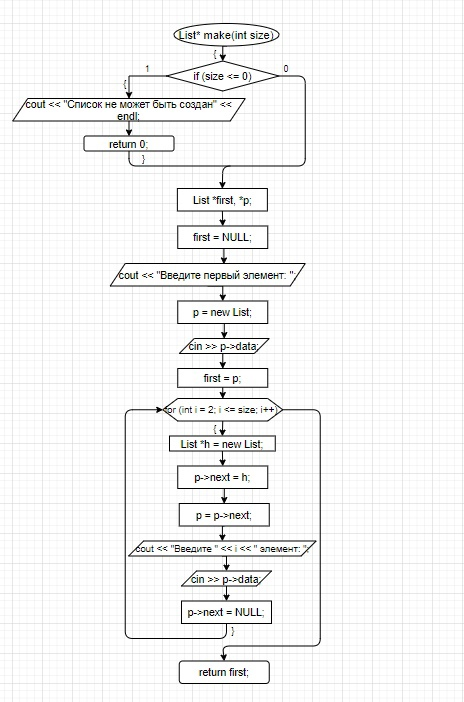 List* make(int size)
{
if (size <= 0)
1
0
{
cout << "Список не может быть создан" <<
endl;
return 0;
}
List *first, *p;
first = NULL;
cout << "Введите первый элемент: ";
p = new List;
cin >> p->data;
first = p;
for (int i = 2; i <= size; i++)
{
List *h = new List;
p->next = h;
p = p->next;
cout << "Введите " << i << " элемент: ";
cin >> p->data;
p->next = NULL;
}
return first;